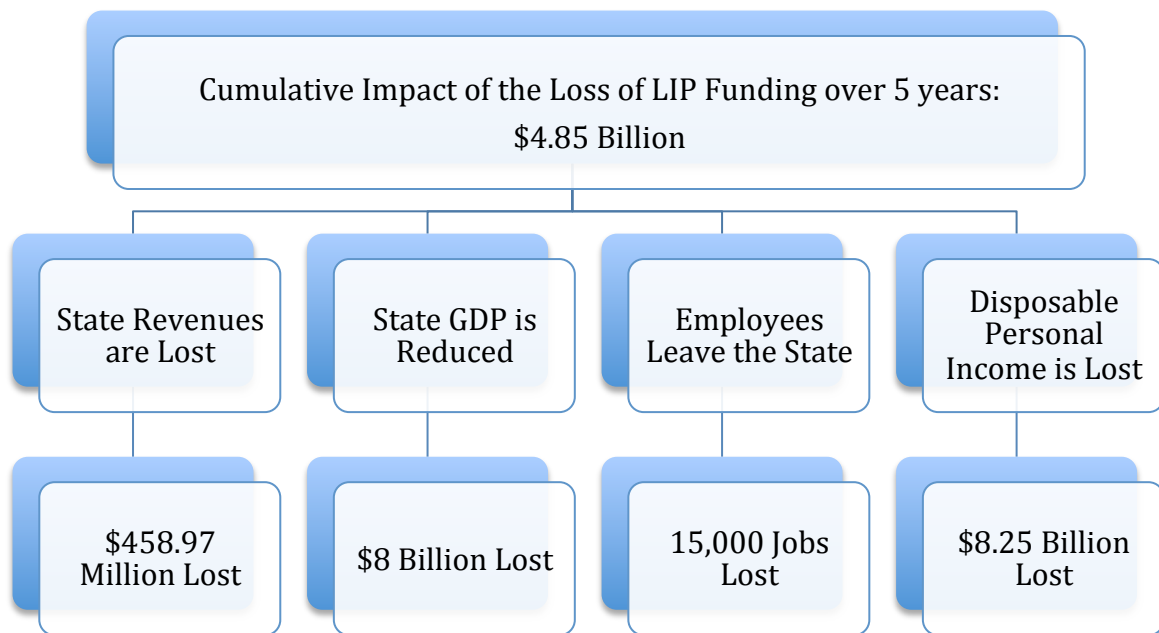 Cumulative Impact of the Loss of LIP Funding over 5 years:
$4.85 Billion
State Revenues
are Lost
State GDP is
Reduced
Employees
Leave the State
Disposable
Personal
Income is Lost
$458.97
Million Lost
$8 Billion Lost
15,000 Jobs
Lost
$8.25 Billion
Lost